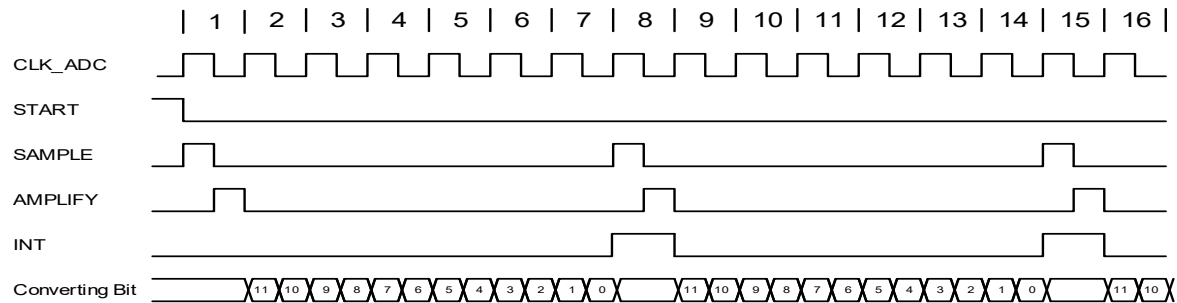 1 2 3 4 5 6 7 8 9 10 11 12 13 14 15 16
CLK_ADC
START
SAMPLE
AMPLIFY
INT
Converting Bit 11 10 9 8 7 6 5 4 3 2 1 0 11 10 9 8 7 6 5 4 3 2 1 0 11 10